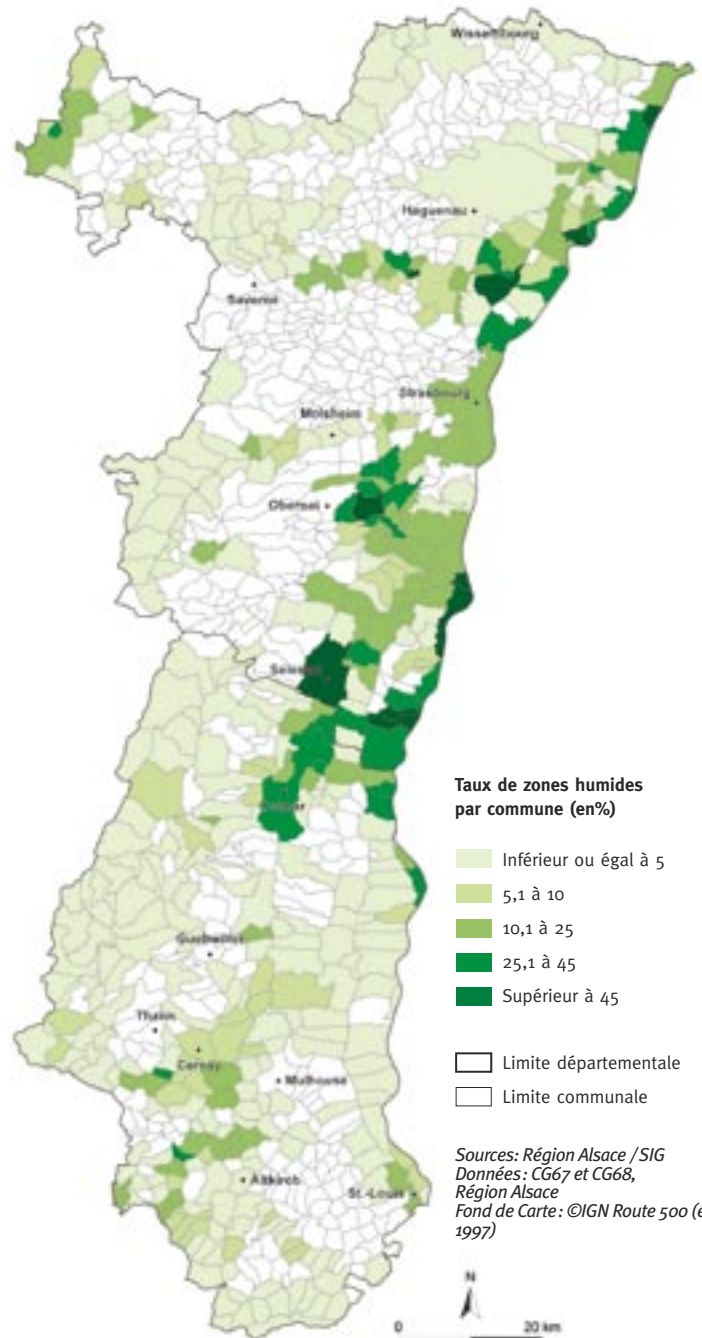 Wissembourg
Haguenau
Saverne
Strasbourg
Molsheim
Obernai
Colmar
Guebwiller
Thann
Cernay
Mulhouse
Altkirch
St.-Louis
Taux de zones humides
par commune (en%)
Inférieur ou égal à 5
5,1 à 10
10,1 à 25
25,1 à 45
Supérieur à 45
Limite départementale
Limite communale
Sources: Région Alsace / SIG
Données: CG67 et CG68,
Région Alsace
Fond de Carte: ©IGN Route 500 (e
1997)
N
0 20 km